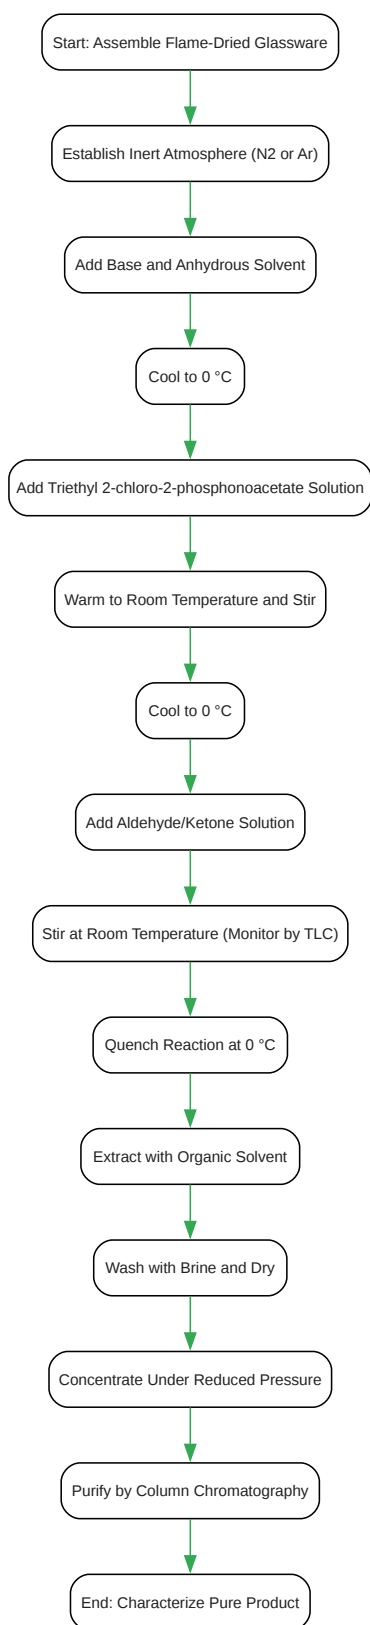 Start: Assemble Flame-Dried Glassware
Establish Inert Atmosphere (N2 or Ar)
Add Base and Anhydrous Solvent
Cool to 0 °C
Add Triethyl 2-chloro-2-phosphonoacetate Solution
Warm to Room Temperature and Stir
Cool to 0 °C
Add Aldehyde/Ketone Solution
Stir at Room Temperature (Monitor by TLC)
Quench Reaction at 0 °C
Extract with Organic Solvent
Wash with Brine and Dry
Concentrate Under Reduced Pressure
Purify by Column Chromatography
End: Characterize Pure Product